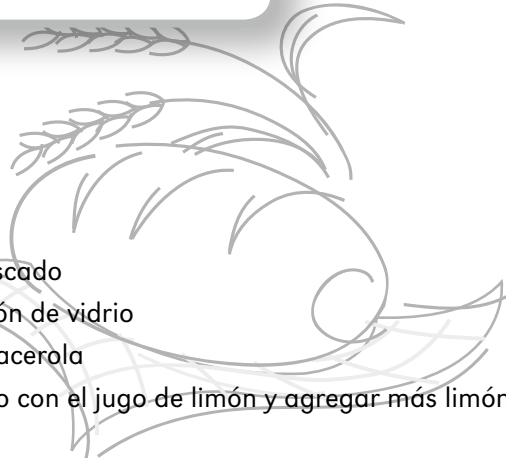 scado
ón de vidrio
acerola
o con el jugo de limón y agregar más limón